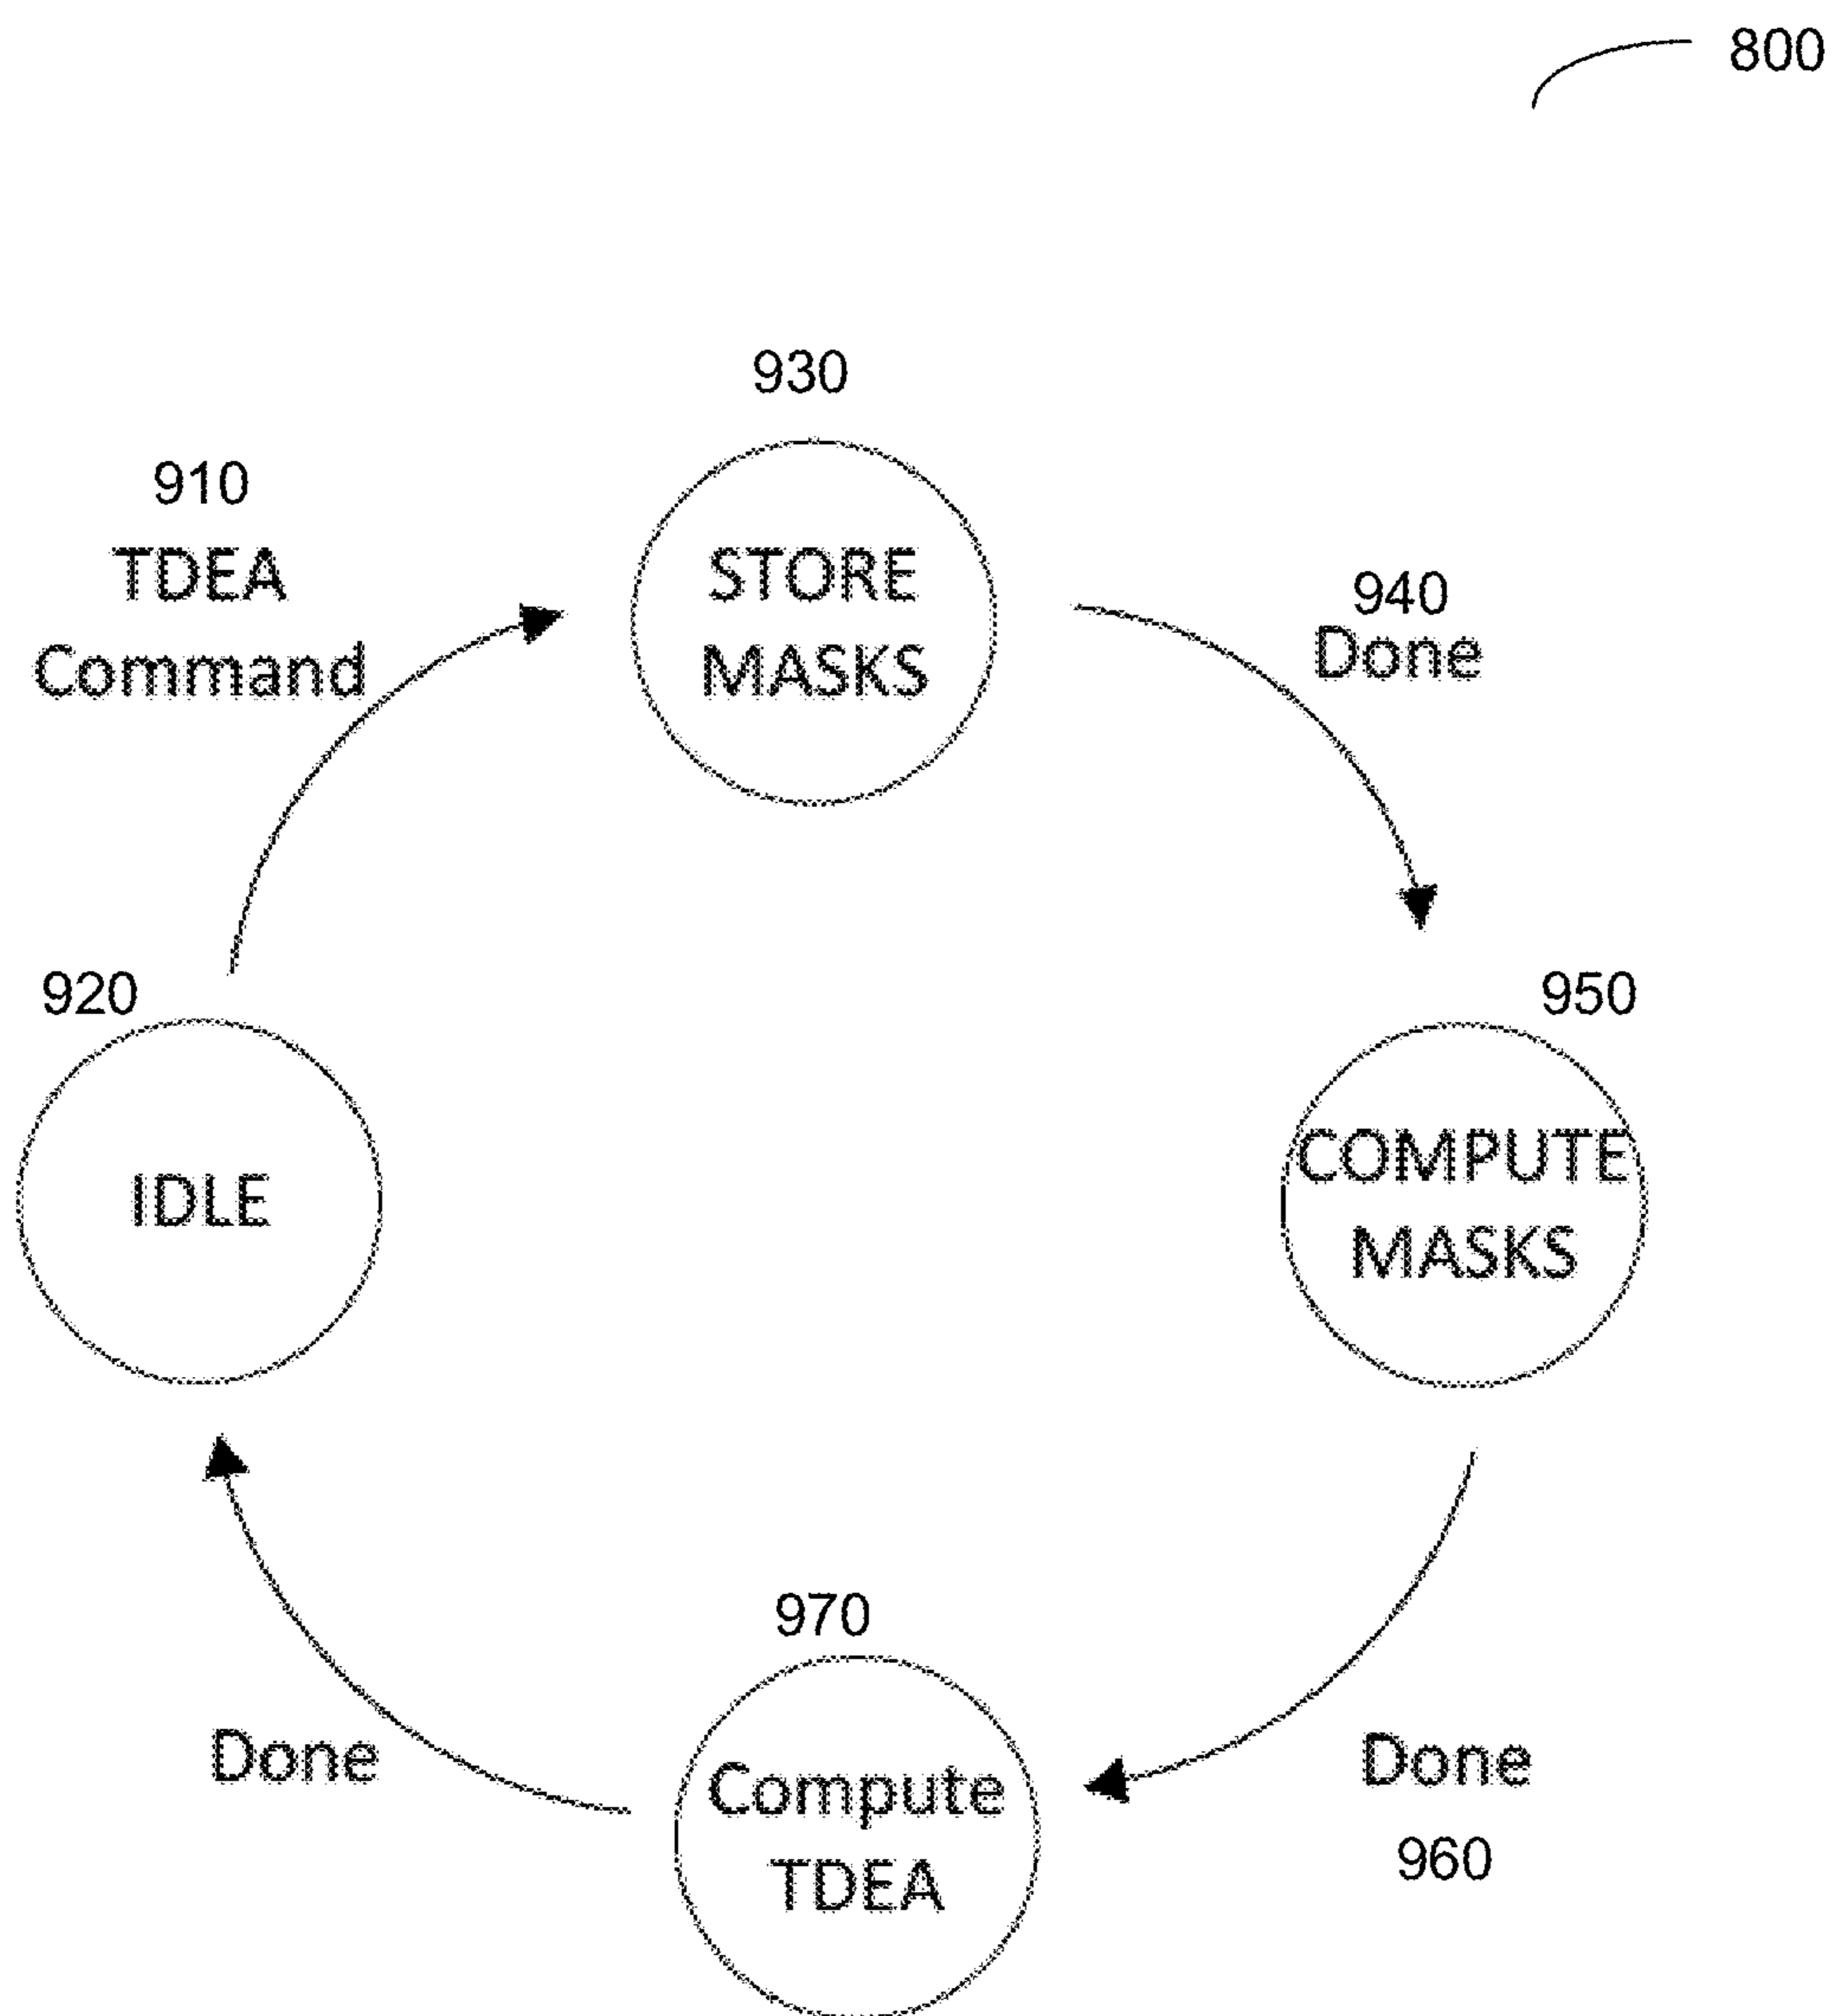 800
930
910
TDEA
Command
STORE
MASKS
940
Done
920
IDLE
950
COMPUTE
MASKS
970
Compute
TDEA
Done
Done
960